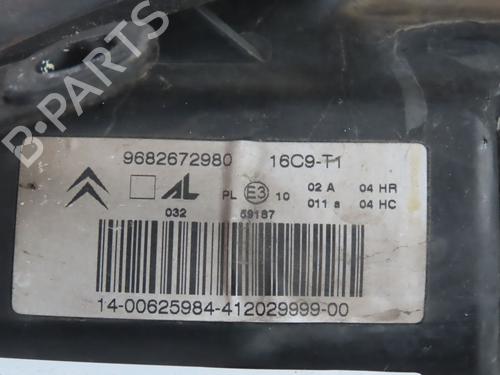 B-PARTS
9682672980 16C9-T1
AL PL E3 10 02 A 04 HR
011 a 04 HC
032 59187
14-00625984-412029999-00